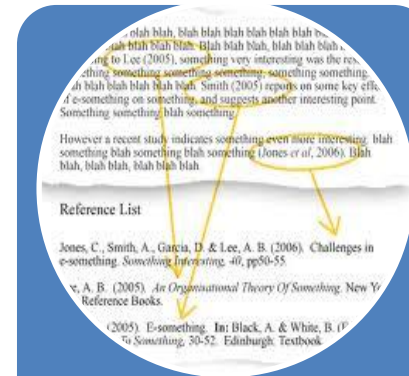 blah blah, blah blah blah blah blah blah
blah blah blah blah. Blah blah blah, blah blah blah
to Lee (2005), something very interesting was the
something something something, something something.
blah blah blah blah blah. Smith (2005) reports on some key
of e-something on something, and suggests another interesting point.
Something something blah something.
However a recent study indicates something even more interesting, blah
something blah something blah something (Jones et al, 2006). Blah
blah, blah blah, blah blah
Reference List
Jones, C., Smith, A., Garcia, D. & Lee, A. B. (2006). Challenges in
e-something. Something Interesting, 40, pp50-55
A. B. (2005). An Organisational Theory Of Something. New
Reference Books.
(2005). E-something. In: Black, A. & White, B.
To Something, 30-52. Edinburgh: Textbook